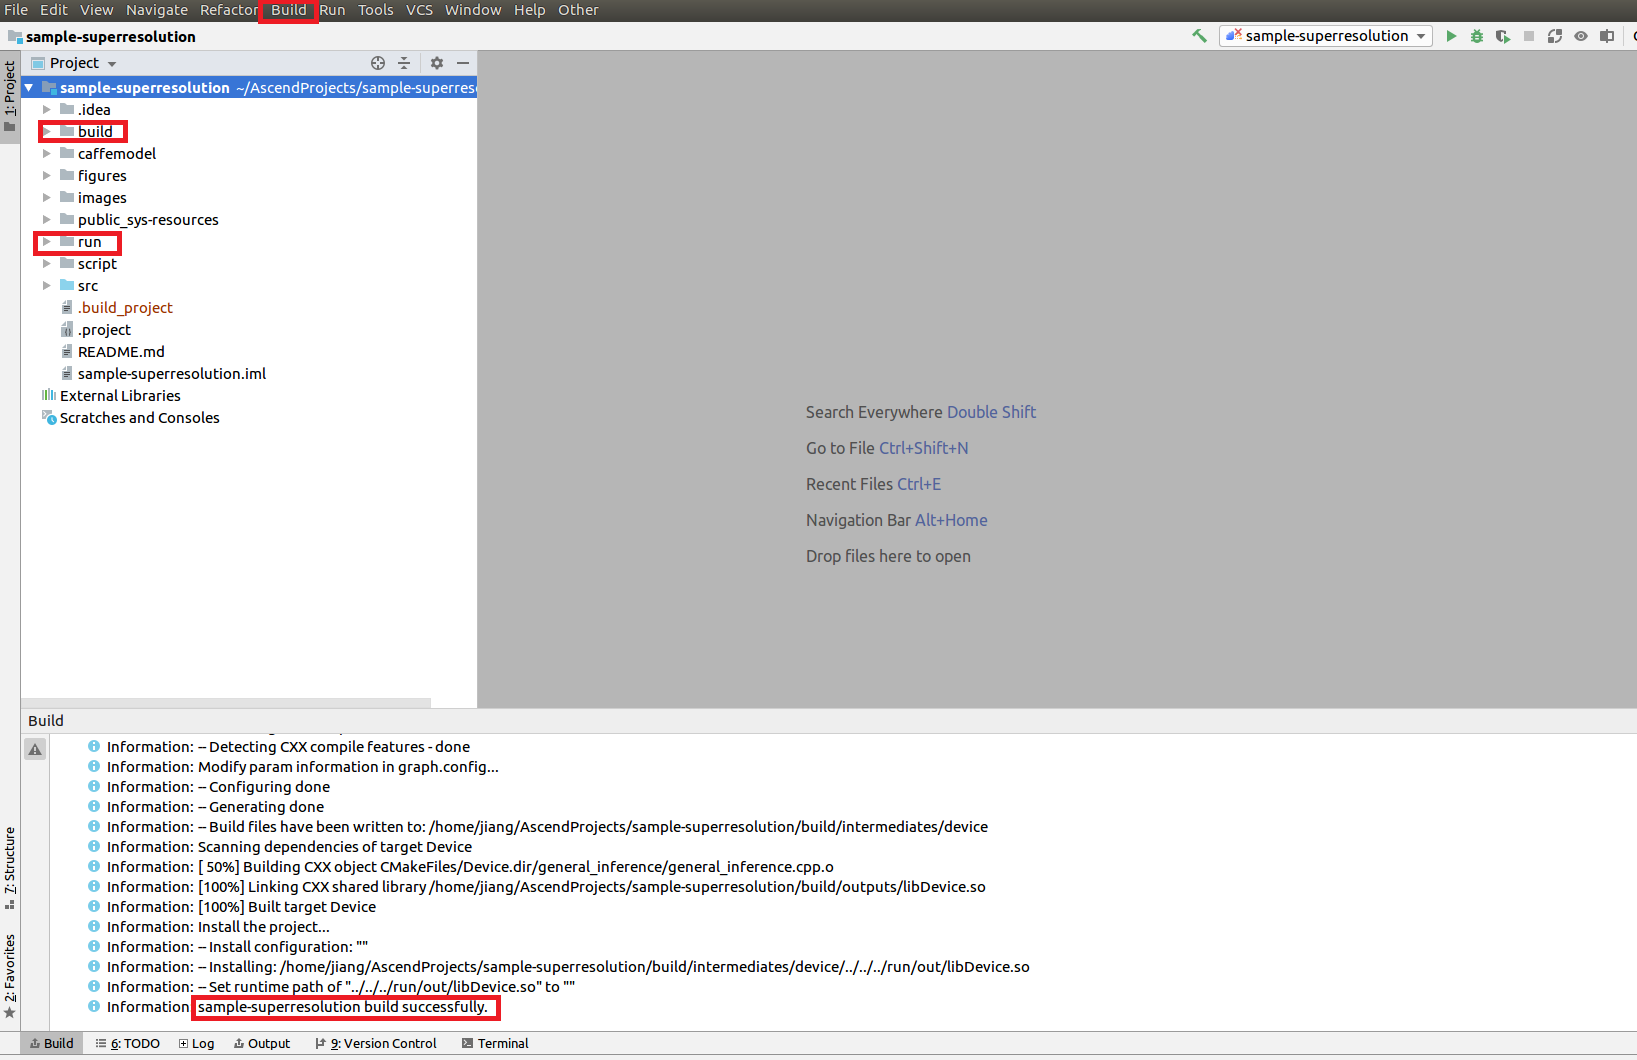 File Edit View Navigate Refactor Build Run Tools VCS Window Help Other
sample-superresolution
sample-superresolution
1: Project
Project
sample-superresolution ~/AscendProjects/sample-superres
.idea
build
caffemodel
figures
images
public_sys-resources
run
script
src
.build_project
.project
README.md
sample-superresolution.iml
External Libraries
Scratches and Consoles
Search Everywhere Double Shift
Go to File Ctrl+Shift+N
Recent Files Ctrl+E
Navigation Bar Alt+Home
Drop files here to open
Build
Information: -- Detecting CXX compile features - done
Information: Modify param information in graph.config...
Information: -- Configuring done
Information: -- Generating done
Information: -- Build files have been written to: /home/jiang/AscendProjects/sample-superresolution/build/intermediates/device
Information: Scanning dependencies of target Device
Information: [ 50%] Building CXX object CMakeFiles/Device.dir/general_inference/general_inference.cpp.o
Information: [100%] Linking CXX shared library /home/jiang/AscendProjects/sample-superresolution/build/outputs/libDevice.so
Information: [100%] Built target Device
Information: Install the project...
Information: -- Install configuration: ""
Information: -- Installing: /home/jiang/AscendProjects/sample-superresolution/build/intermediates/device/../../../run/out/libDevice.so
Information: -- Set runtime path of "../../../run/out/libDevice.so" to ""
Information sample-superresolution build successfully.
7: Structure
2: Favorites
Build 6: TODO Log Output 9: Version Control Terminal